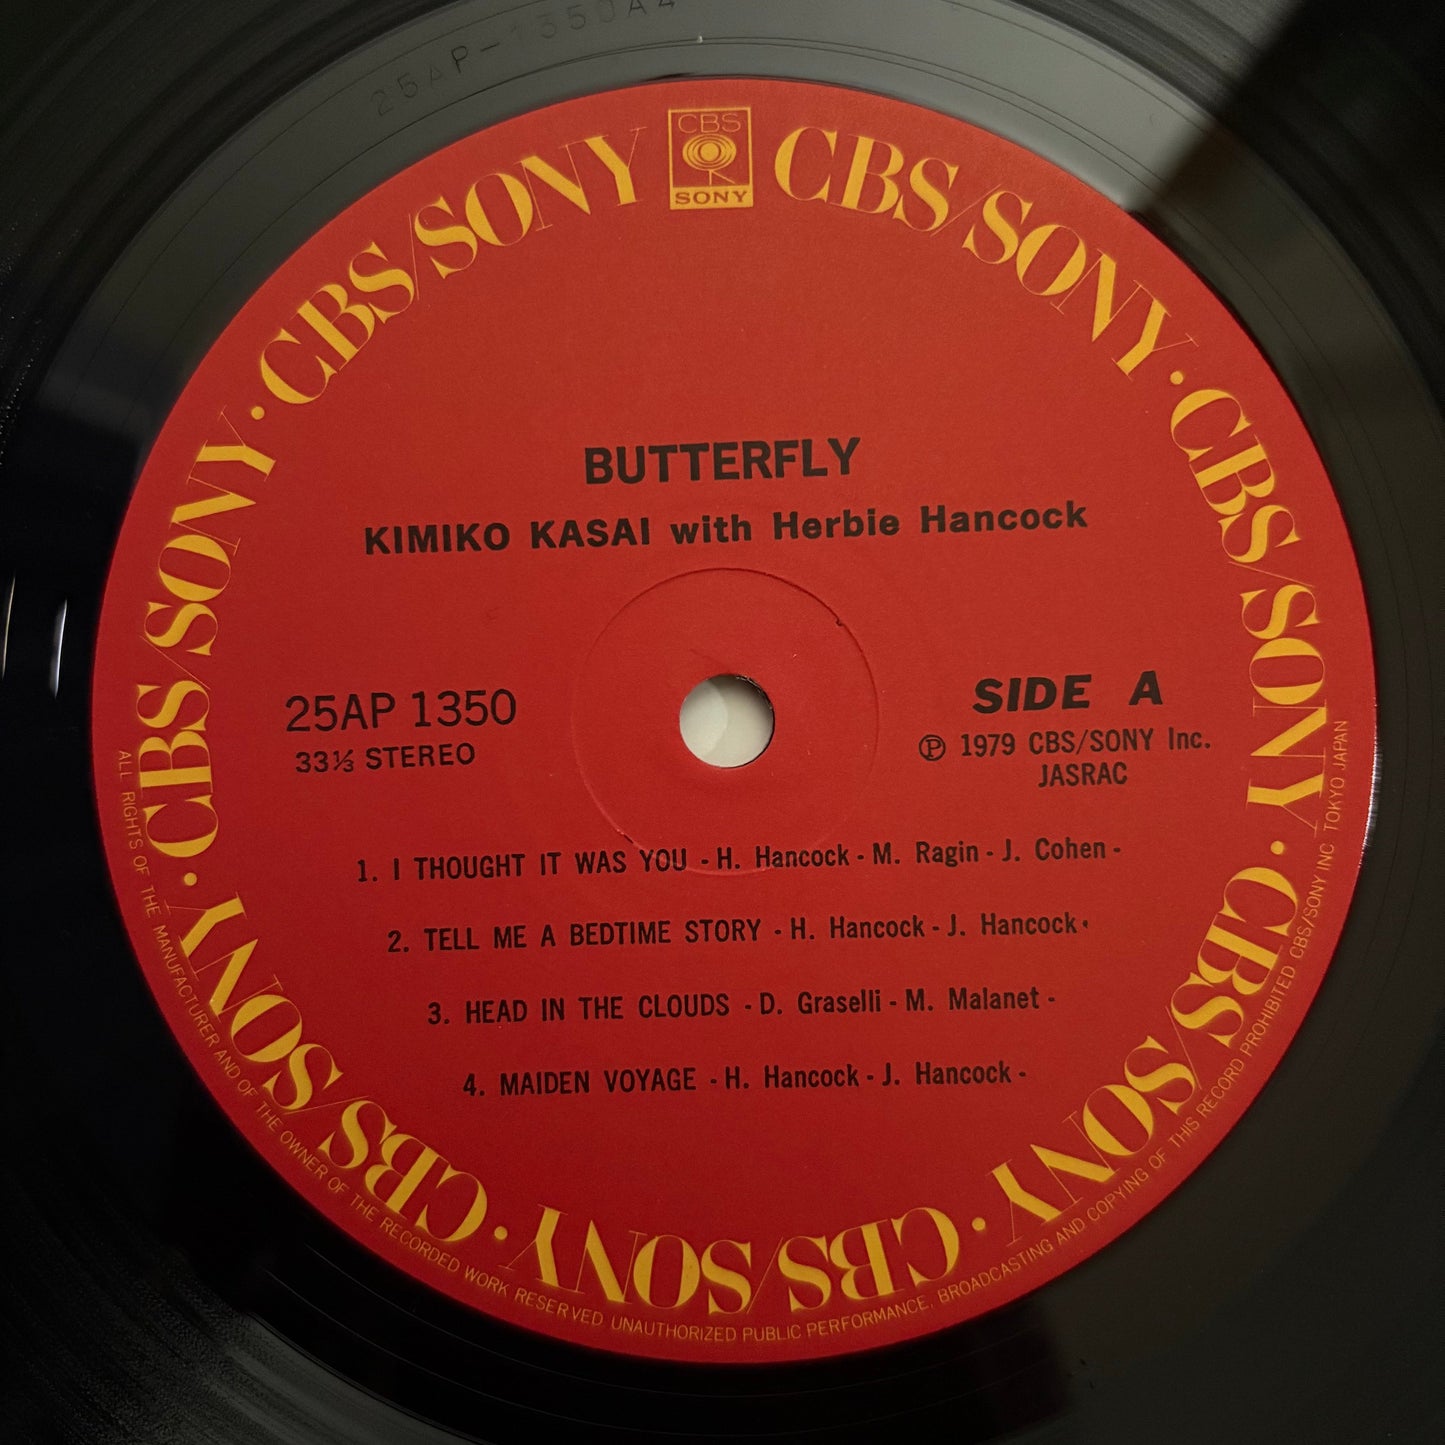 25AP-1350A4
CBS
SONY
CBS/SONY · CBS/SONY · CBS/SONY · CBS/SONY · CBS/SONY · CBS/SONY · CBS/SONY · CBS/SONY
BUTTERFLY
KIMIKO KASAI with Herbie Hancock
25AP 1350
33⅓ STEREO
SIDE A
Ⓟ 1979 CBS/SONY Inc.
JASRAC
1. I THOUGHT IT WAS YOU - H. Hancock - M. Ragin - J. Cohen -
2. TELL ME A BEDTIME STORY - H. Hancock - J. Hancock -
3. HEAD IN THE CLOUDS - D. Graselli - M. Malanet -
4. MAIDEN VOYAGE - H. Hancock - J. Hancock -
ALL RIGHTS OF THE MANUFACTURER AND OF THE OWNER OF THE RECORDED WORK RESERVED UNAUTHORIZED PUBLIC PERFORMANCE, BROADCASTING AND COPYING OF THIS RECORD PROHIBITED CBS/SONY INC TOKYO JAPAN